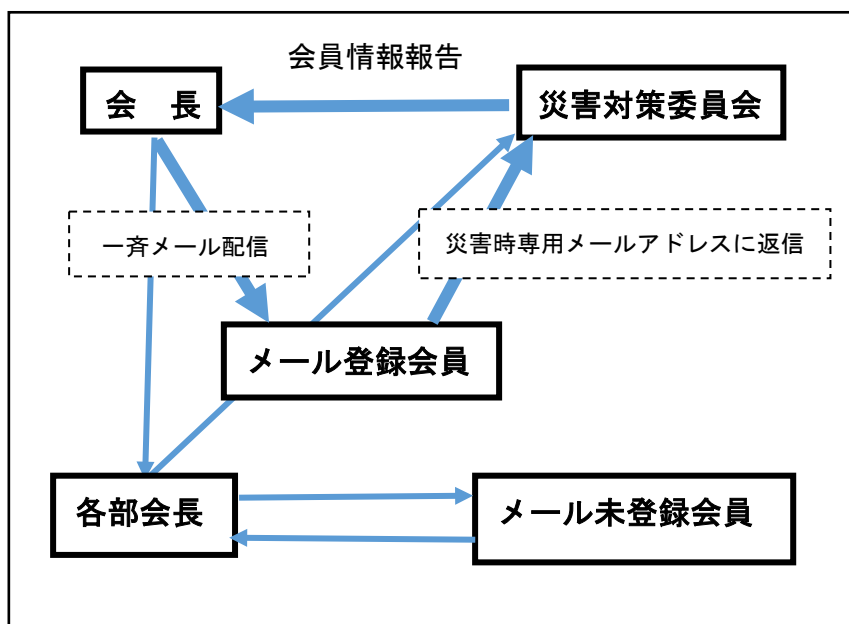 会員情報報告
会　長
災害対策委員会
一斉メール配信
災害時専用メールアドレスに返信
メール登録会員
各部会長
メール未登録会員